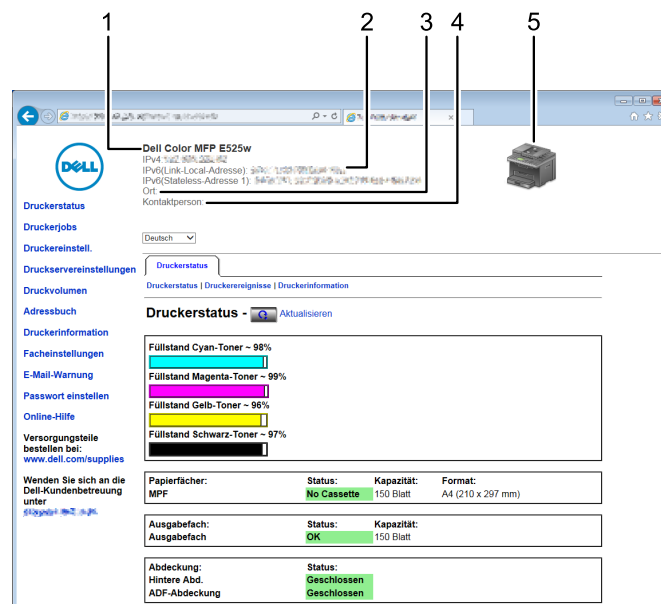 1 2 3 4 5
DELL
Dell Color MFP E525w
IPv4:
IPv6(Link-Local-Adresse):
IPv6(Stateless-Adresse 1):
Ort:
Kontaktperson:
Deutsch
Druckerstatus
Druckerjobs
Druckereinstell.
Druckservereinstellungen
Druckvolumen
Adressbuch
Druckerinformation
Facheinstellungen
E-Mail-Warnung
Passwort einstellen
Online-Hilfe
Versorgungsteile
bestellen bei:
www.dell.com/supplies
Wenden Sie sich an die
Dell-Kundenbetreuung
unter
Druckerstatus
Druckerstatus | Druckerereignisse | Druckerinformation
Druckerstatus - Aktualisieren
Füllstand Cyan-Toner ~ 98%
Füllstand Magenta-Toner ~ 99%
Füllstand Gelb-Toner ~ 96%
Füllstand Schwarz-Toner ~ 97%
Papierfächer: Status: Kapazität: Format:
MPF No Cassette 150 Blatt A4 (210 x 297 mm)
Ausgabefach: Status: Kapazität:
Ausgabefach OK 150 Blatt
Abdeckung: Status:
Hintere Abd. Geschlossen
ADF-Abdeckung Geschlossen